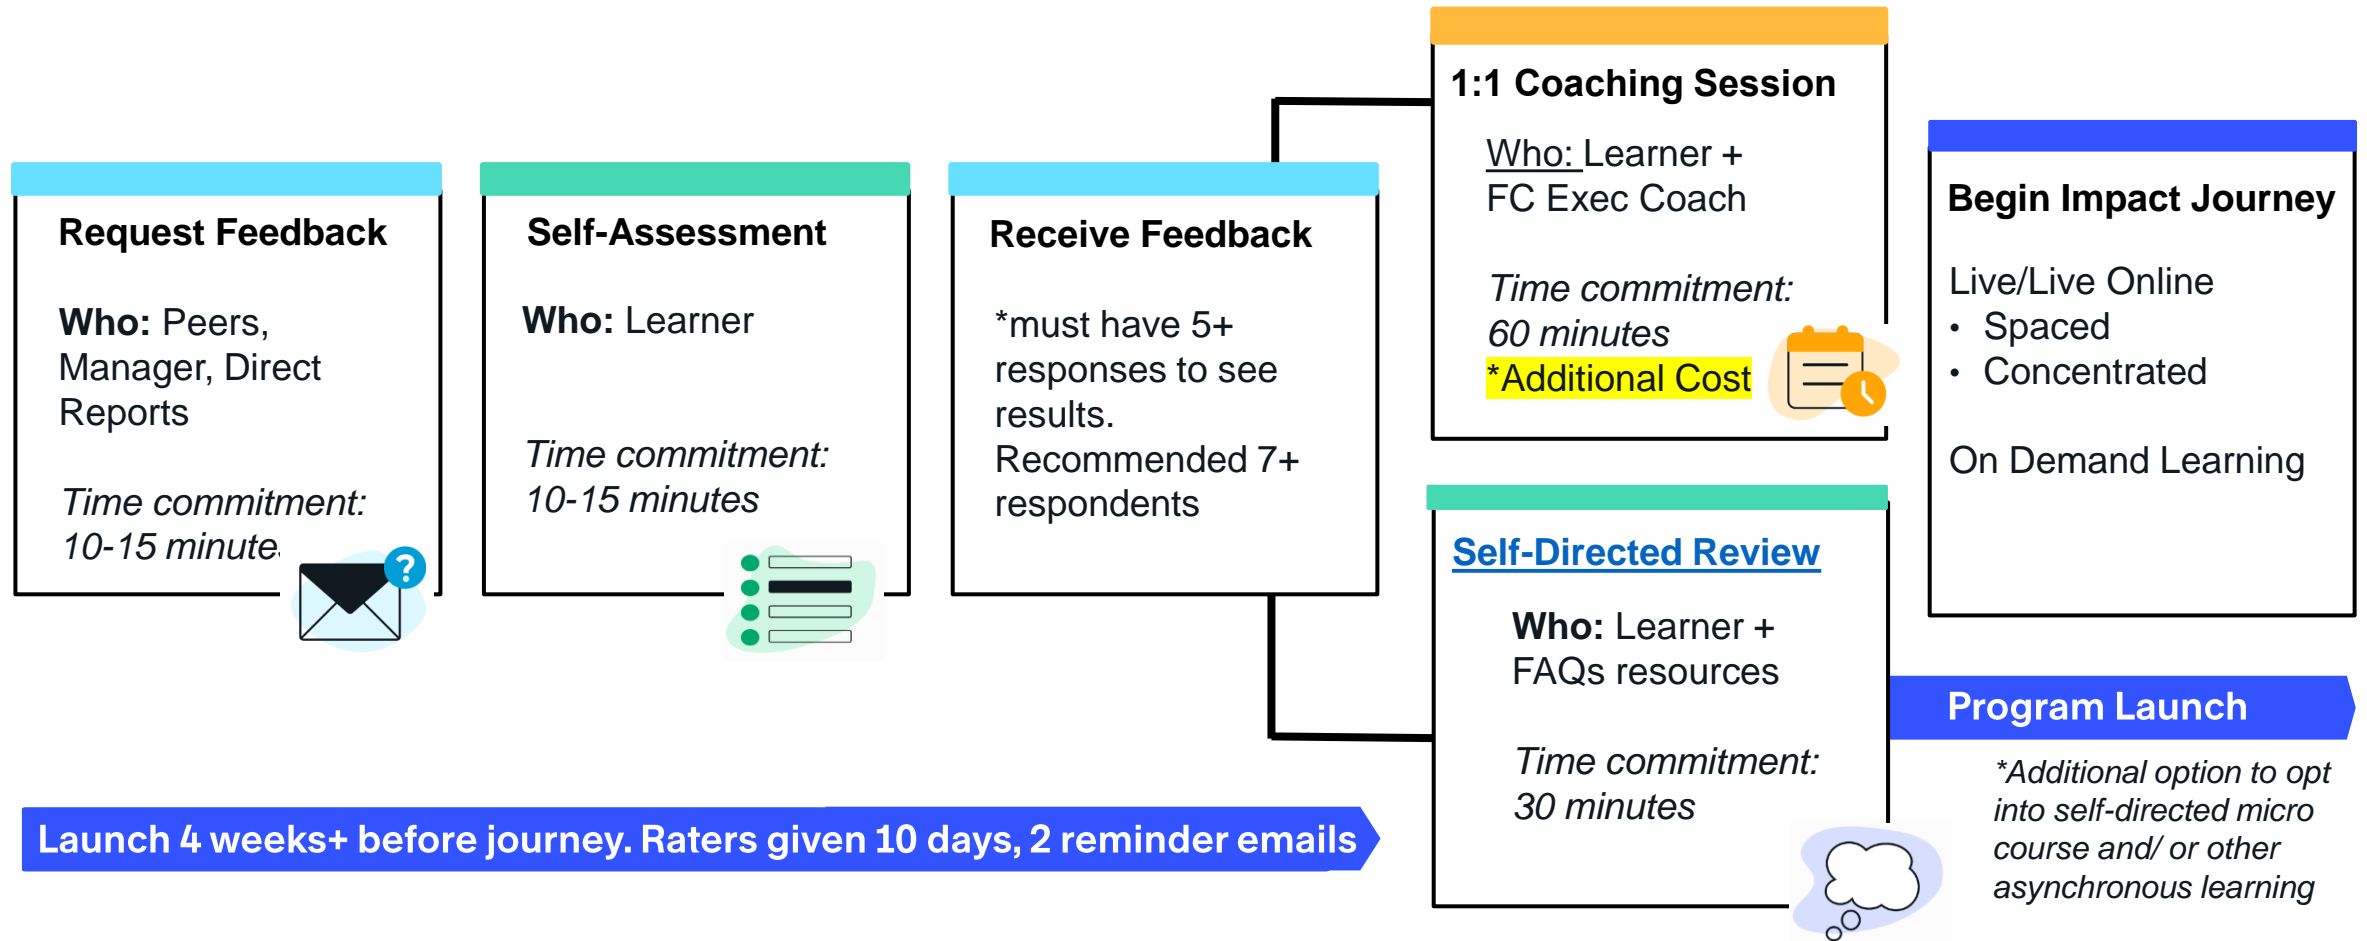 Request Feedback
Who: Peers,
Manager, Direct
Reports
Time commitment:
10-15 minute
?
Self-Assessment
Who: Learner
Time commitment:
10-15 minutes
Receive Feedback
*must have 5+
responses to see
results.
Recommended 7+
respondents
1:1 Coaching Session
Who: Learner +
FC Exec Coach
Time commitment:
60 minutes
*Additional Cost
Self-Directed Review
Who: Learner +
FAQs resources
Time commitment:
30 minutes
Begin Impact Journey
Live/Live Online
• Spaced
• Concentrated
On Demand Learning
Program Launch
*Additional option to opt
into self-directed micro
course and/ or other
asynchronous learning
Launch 4 weeks+ before journey. Raters given 10 days, 2 reminder emails